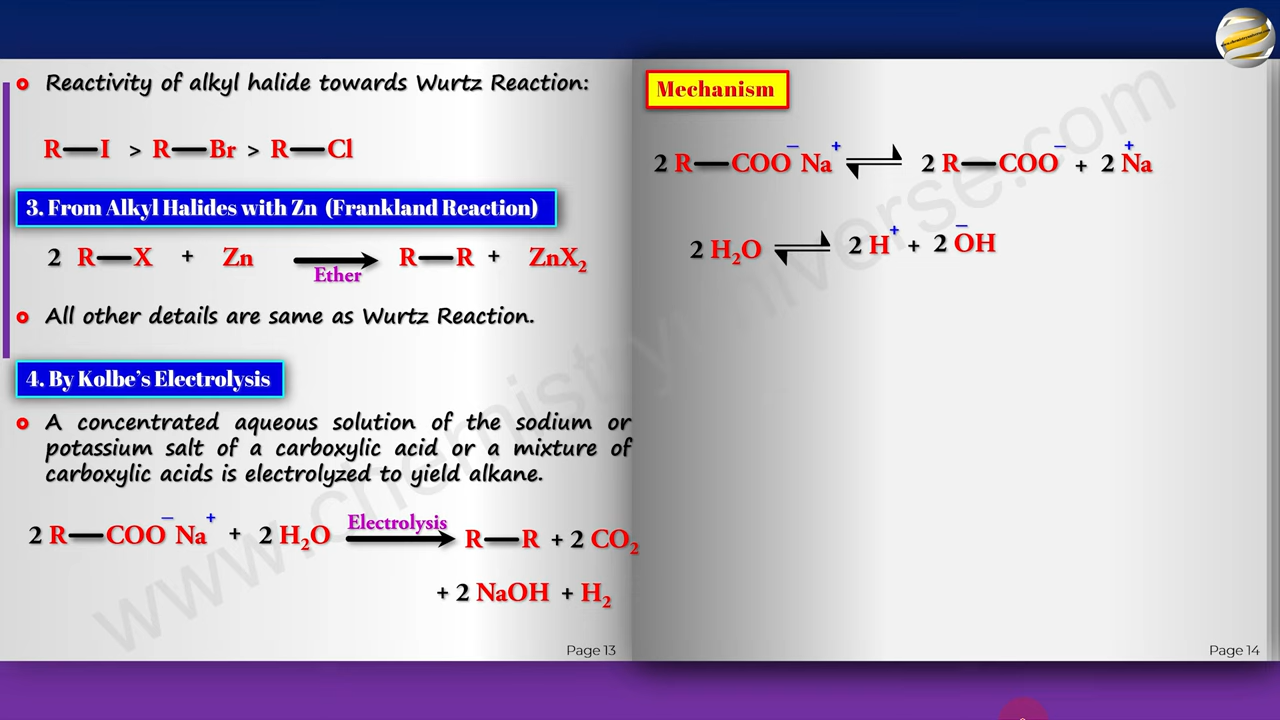 Reactivity of alkyl halide towards Wurtz Reaction:
R—I > R—Br > R—Cl
3. From Alkyl Halides with Zn (Frankland Reaction)
2 R—X + Zn ⟶ R—R + ZnX₂
Ether
All other details are same as Wurtz Reaction.
4. By Kolbe's Electrolysis
A concentrated aqueous solution of the sodium or
potassium salt of a carboxylic acid or a mixture of
carboxylic acids is electrolyzed to yield alkane.
Electrolysis
2 R—COO⁻ Na⁺ + 2 H₂O ⟶ R—R + 2 CO₂
+ 2 NaOH + H₂
Page 13
Mechanism
2 R—COO⁻ Na⁺ ⇌ 2 R—COO⁻ + 2 Na⁺
2 H₂O ⇌ 2 H⁺ + 2 ⁻OH
Page 14
www.chemistryuniverse.com